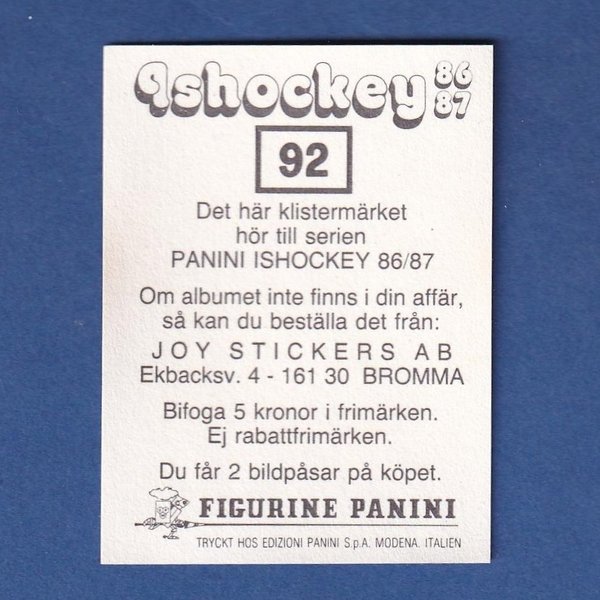 Ishockey 86
87
92
Det här klistermärket
hör till serien
PANINI ISHOCKEY 86/87
Om albumet inte finns i din affär,
så kan du beställa det från:
JOY STICKERS AB
Ekbacksv. 4 - 161 30 BROMMA
Bifoga 5 kronor i frimärken.
Ej rabattfrimärken.
Du får 2 bildpåsar på köpet.
FIGURINE PANINI
TRYCKT HOS EDIZIONI PANINI S.p.A. MODENA. ITALIEN